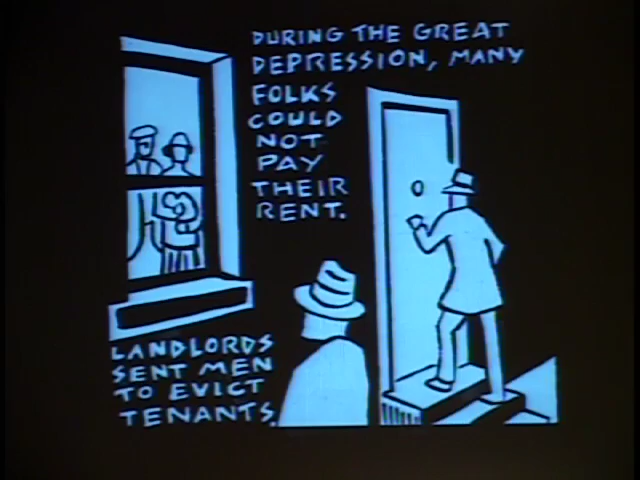 DURING THE GREAT
DEPRESSION, MANY
FOLKS
COULD
NOT
PAY
THEIR
RENT.
LANDLORDS
SENT MEN
TO EVICT
TENANTS.